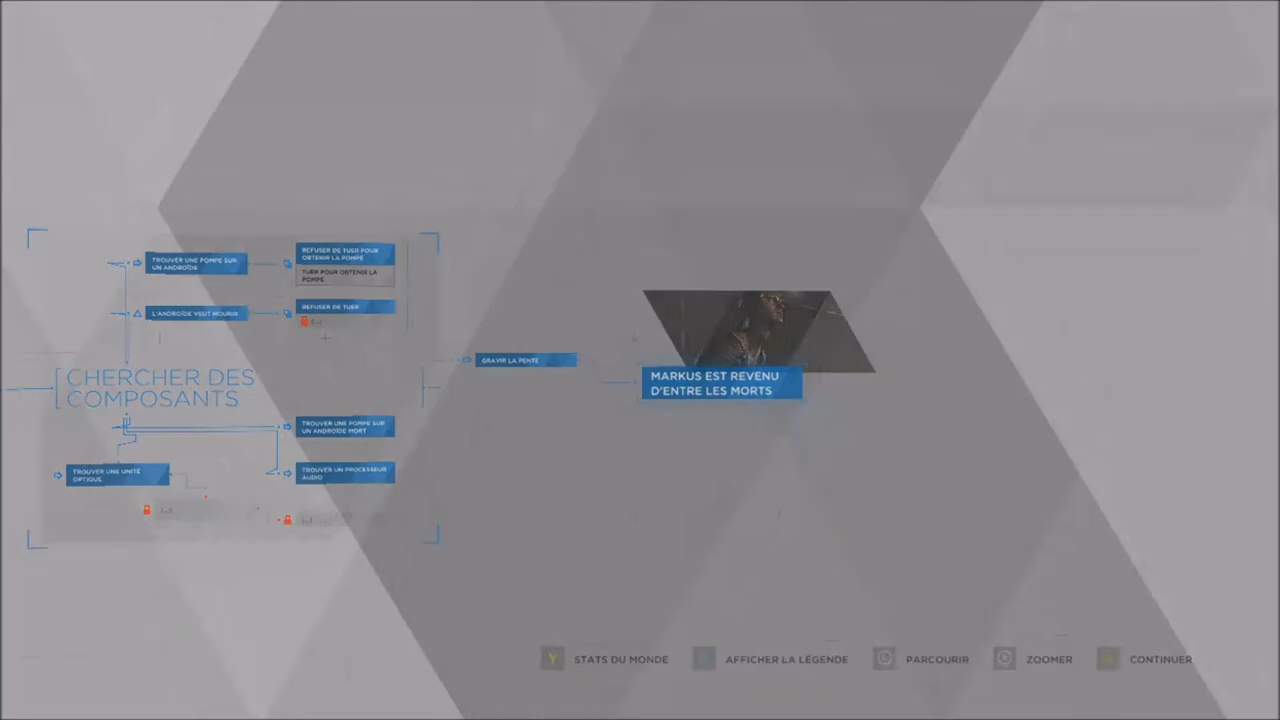 TROUVER UNE POMPE SUR
UN ANDROÏDE
REFUSER DE TUER POUR
OBTENIR LA POMPE
TUER POUR OBTENIR LA
POMPE
L'ANDROÏDE VEUT MOURIR
REFUSER DE TUER
[...]
CHERCHER DES
COMPOSANTS
GRAVIR LA PENTE
MARKUS EST REVENU
D'ENTRE LES MORTS
TROUVER UNE POMPE SUR
UN ANDROÏDE MORT
TROUVER UNE UNITÉ
OPTIQUE
TROUVER UN PROCESSEUR
AUDIO
[...]
[...]
Y STATS DU MONDE
AFFICHER LA LÉGENDE
PARCOURIR
ZOOMER
CONTINUER